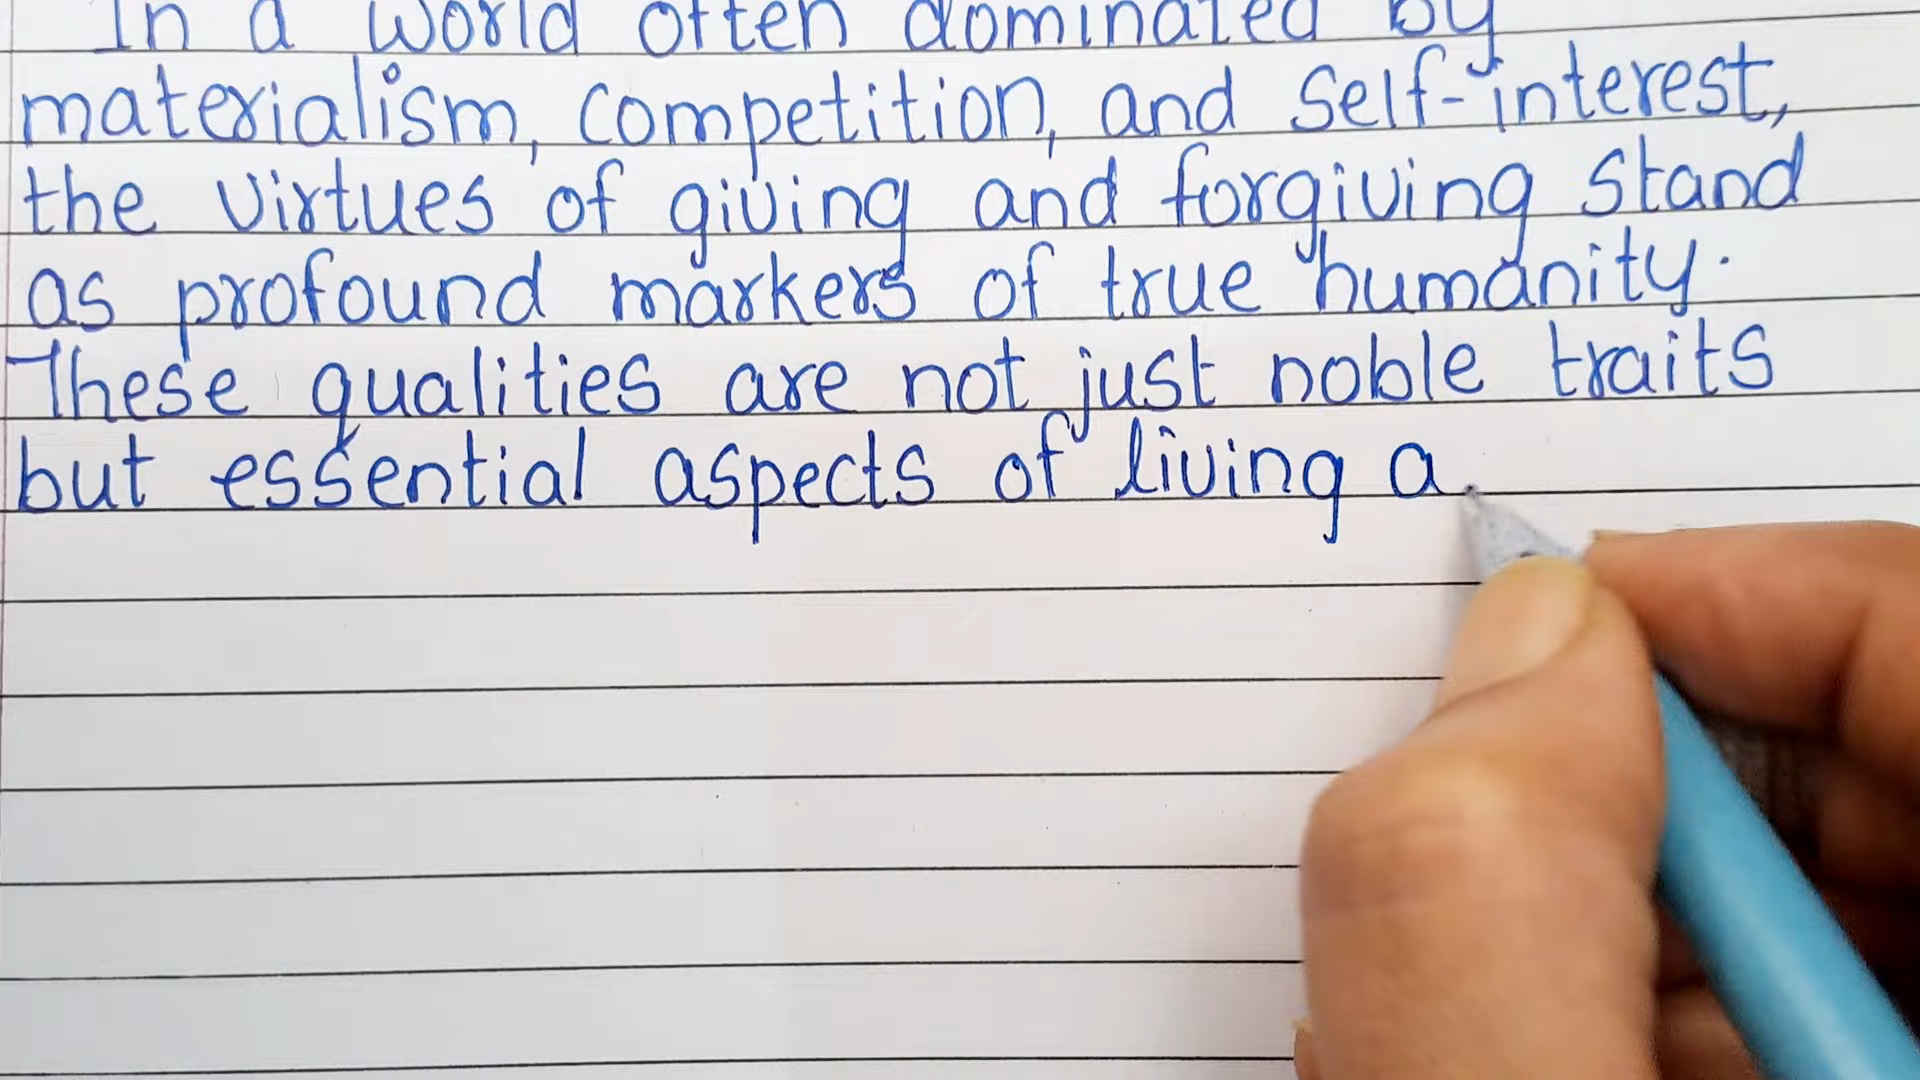 In a world often dominated by
materialism, competition, and self-interest,
the virtues of giving and forgiving stand
as profound markers of true humanity.
These qualities are not just noble traits
but essential aspects of living a